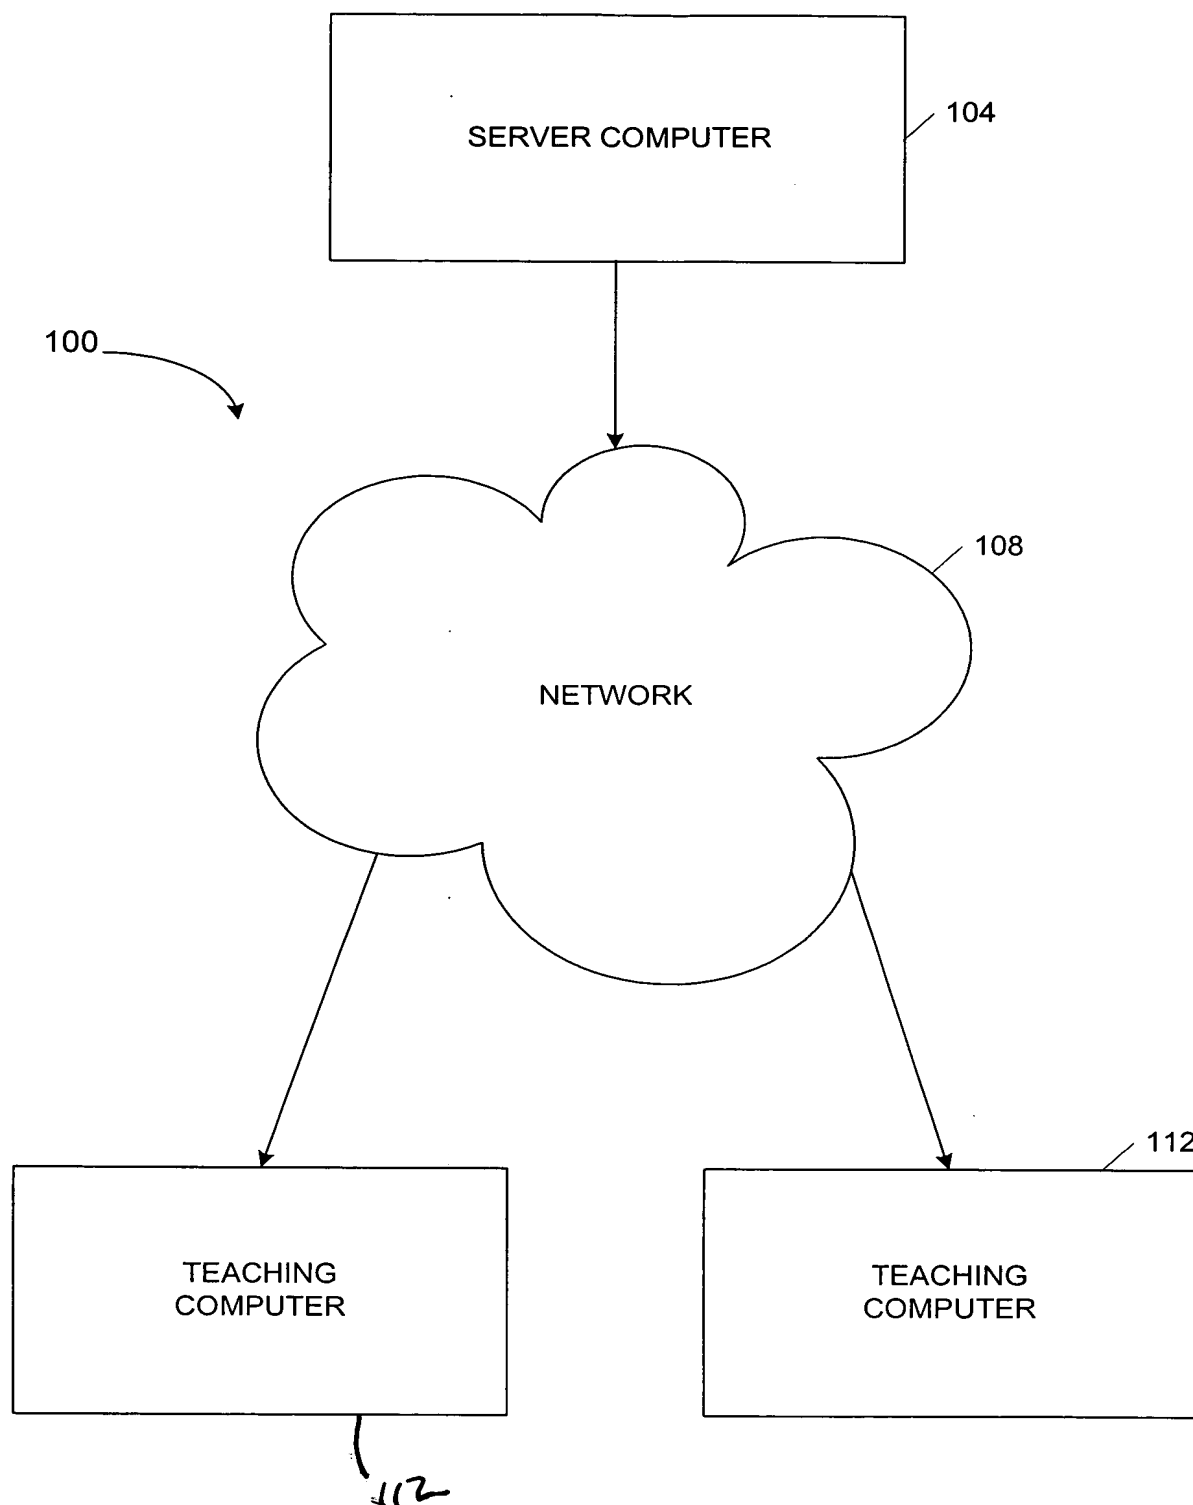 SERVER COMPUTER
104
100
108
NETWORK
112
TEACHING
COMPUTER
TEACHING
COMPUTER
112